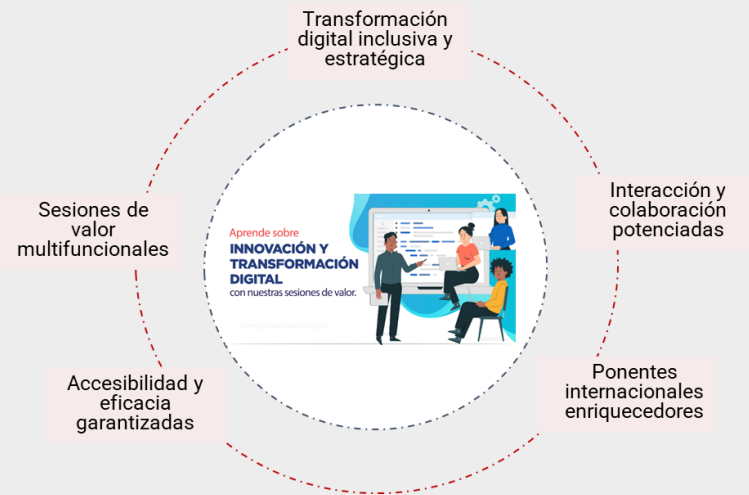 Transformación
digital inclusiva y
estratégica
Interacción y
colaboración
potenciadas
Ponentes
internacionales
enriquecedores
Accesibilidad y
eficacia
garantizadas
Sesiones de
valor
multifuncionales
Aprende sobre
INNOVACIÓN Y
TRANSFORMACIÓN
DIGITAL
con nuestras sesiones de valor.